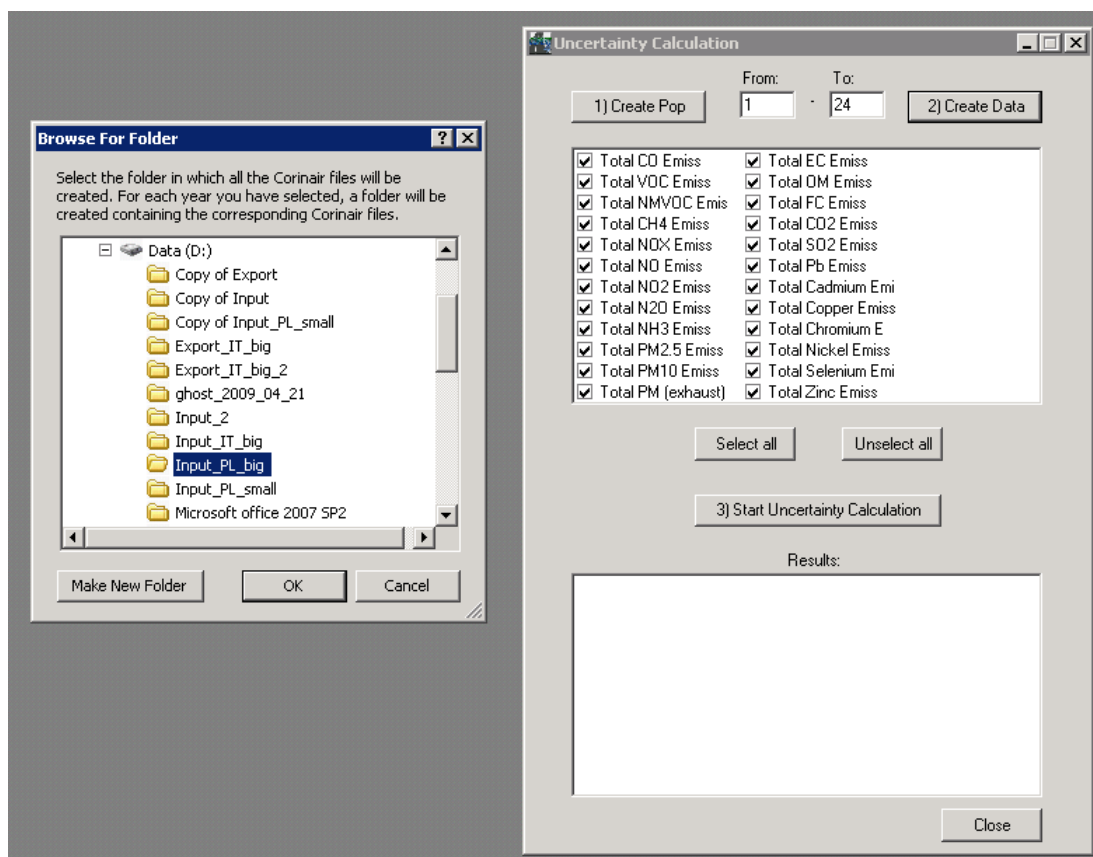 Browse For Folder
Select the folder in which all the Corinair files will be
created. For each year you have selected, a folder will be
created containing the corresponding Corinair files.
Data (D:)
Copy of Export
Copy of Input
Copy of Input_PL_small
Export_IT_big
Export_IT_big_2
ghost_2009_04_21
Input_2
Input_IT_big
Input_PL_big
Input_PL_small
Microsoft office 2007 SP2
Make New Folder OK Cancel
Uncertainty Calculation
From: To:
1) Create Pop 1 - 24 2) Create Data
Total CO Emiss Total EC Emiss
Total VOC Emiss Total OM Emiss
Total NMVOC Emis Total FC Emiss
Total CH4 Emiss Total CO2 Emiss
Total NOX Emiss Total SO2 Emiss
Total NO Emiss Total Pb Emiss
Total NO2 Emiss Total Cadmium Emi
Total N2O Emiss Total Copper Emiss
Total NH3 Emiss Total Chromium E
Total PM2.5 Emiss Total Nickel Emiss
Total PM10 Emiss Total Selenium Emi
Total PM (exhaust) Total Zinc Emiss
Select all Unselect all
3) Start Uncertainty Calculation
Results:
Close